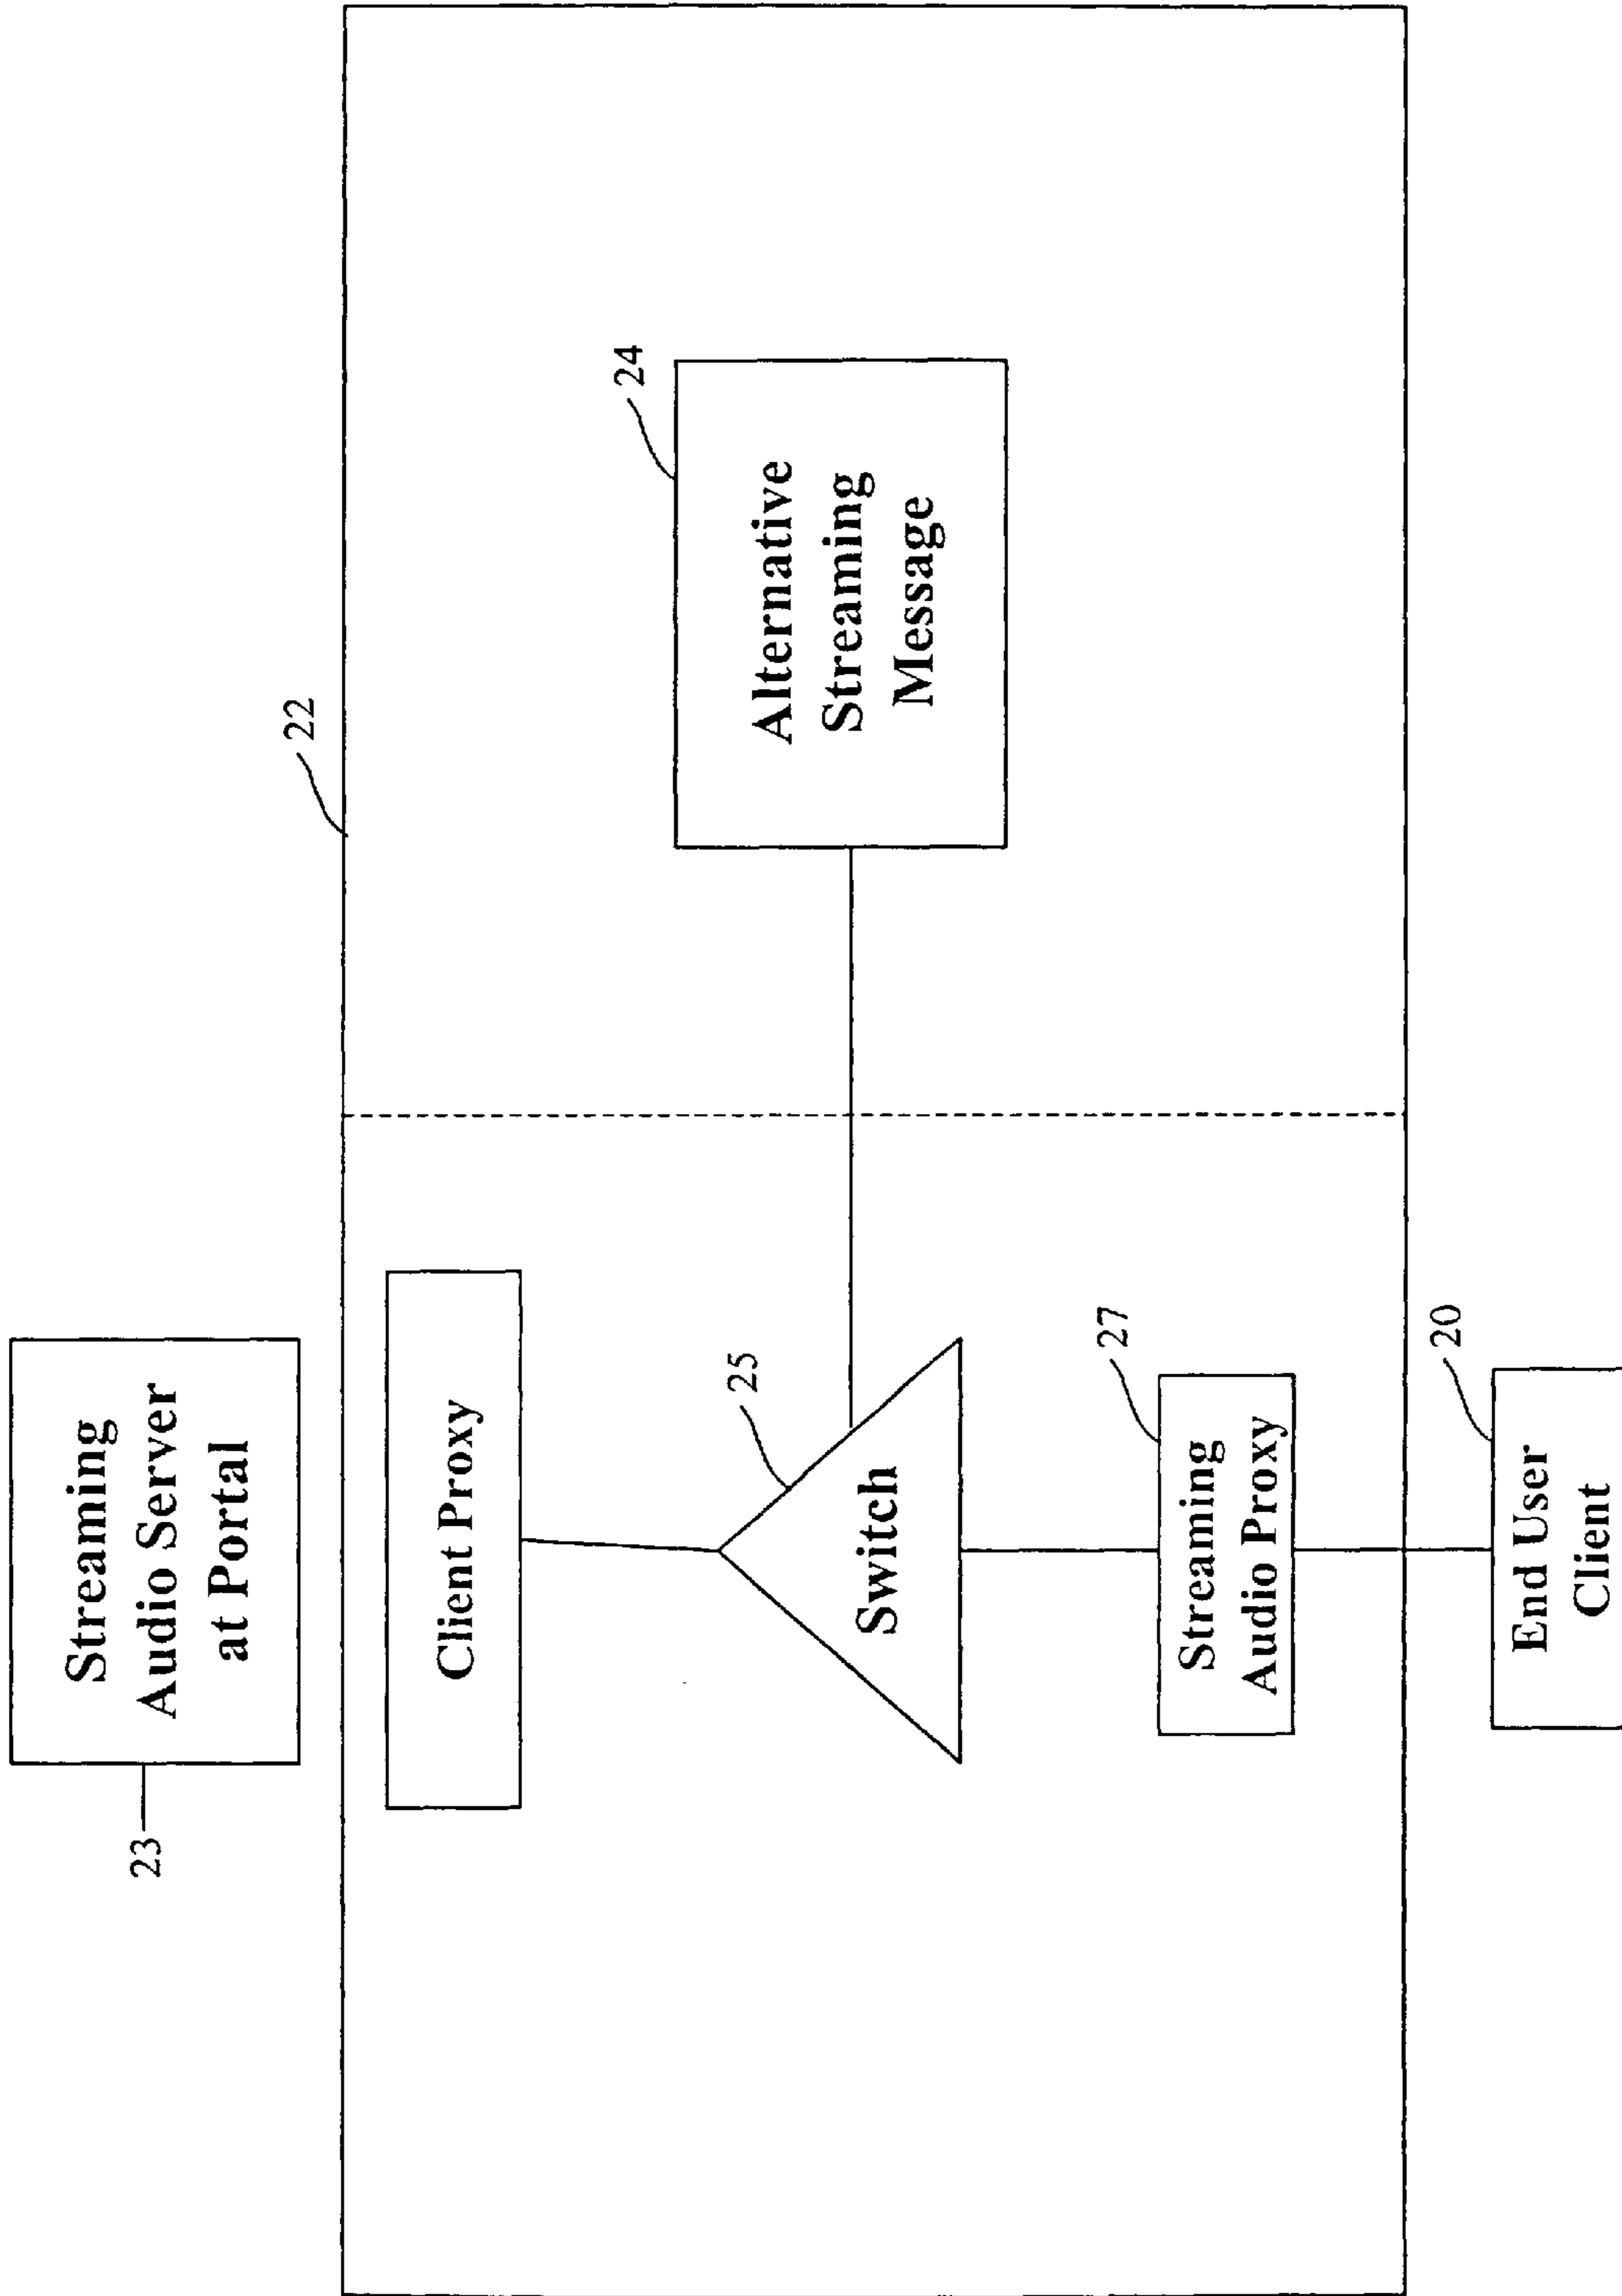 Streaming
Audio Server
at Portal
23
22
Client Proxy
25
Switch
24
Alternative
Streaming
Message
27
Streaming
Audio Proxy
20
End User
Client